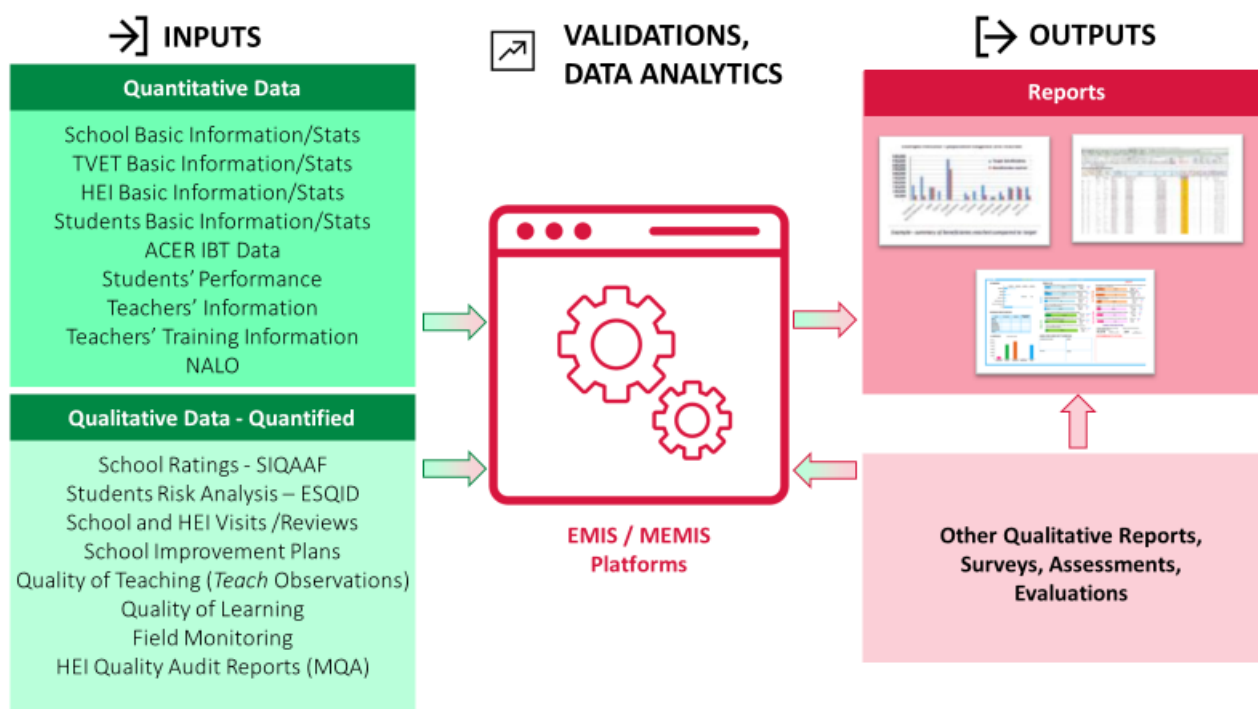 INPUTS
Quantitative Data
School Basic Information/Stats
TVET Basic Information/Stats
HEI Basic Information/Stats
Students Basic Information/Stats
ACER IBT Data
Students' Performance
Teachers' Information
Teachers' Training Information
NALO
Qualitative Data - Quantified
School Ratings - SIQAAF
Students Risk Analysis – ESQID
School and HEI Visits /Reviews
School Improvement Plans
Quality of Teaching (Teach Observations)
Quality of Learning
Field Monitoring
HEI Quality Audit Reports (MQA)
VALIDATIONS,
DATA ANALYTICS
EMIS / MEMIS
Platforms
OUTPUTS
Reports
Other Qualitative Reports,
Surveys, Assessments,
Evaluations